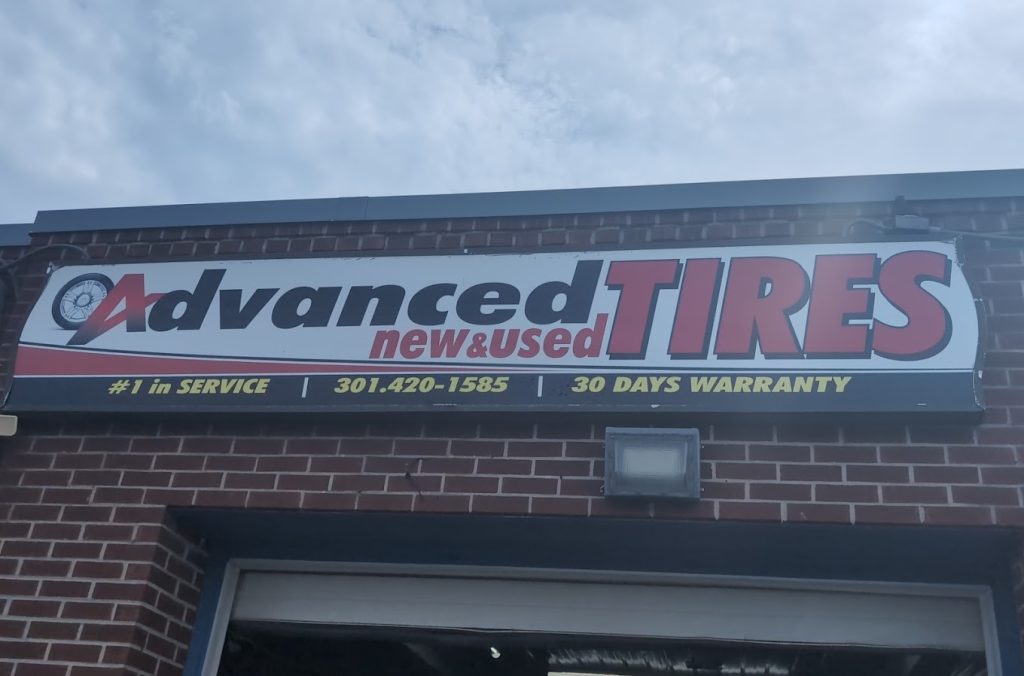 Advanced TIRES
new&used
#1 in SERVICE | 301.420-1585 | 30 DAYS WARRANTY